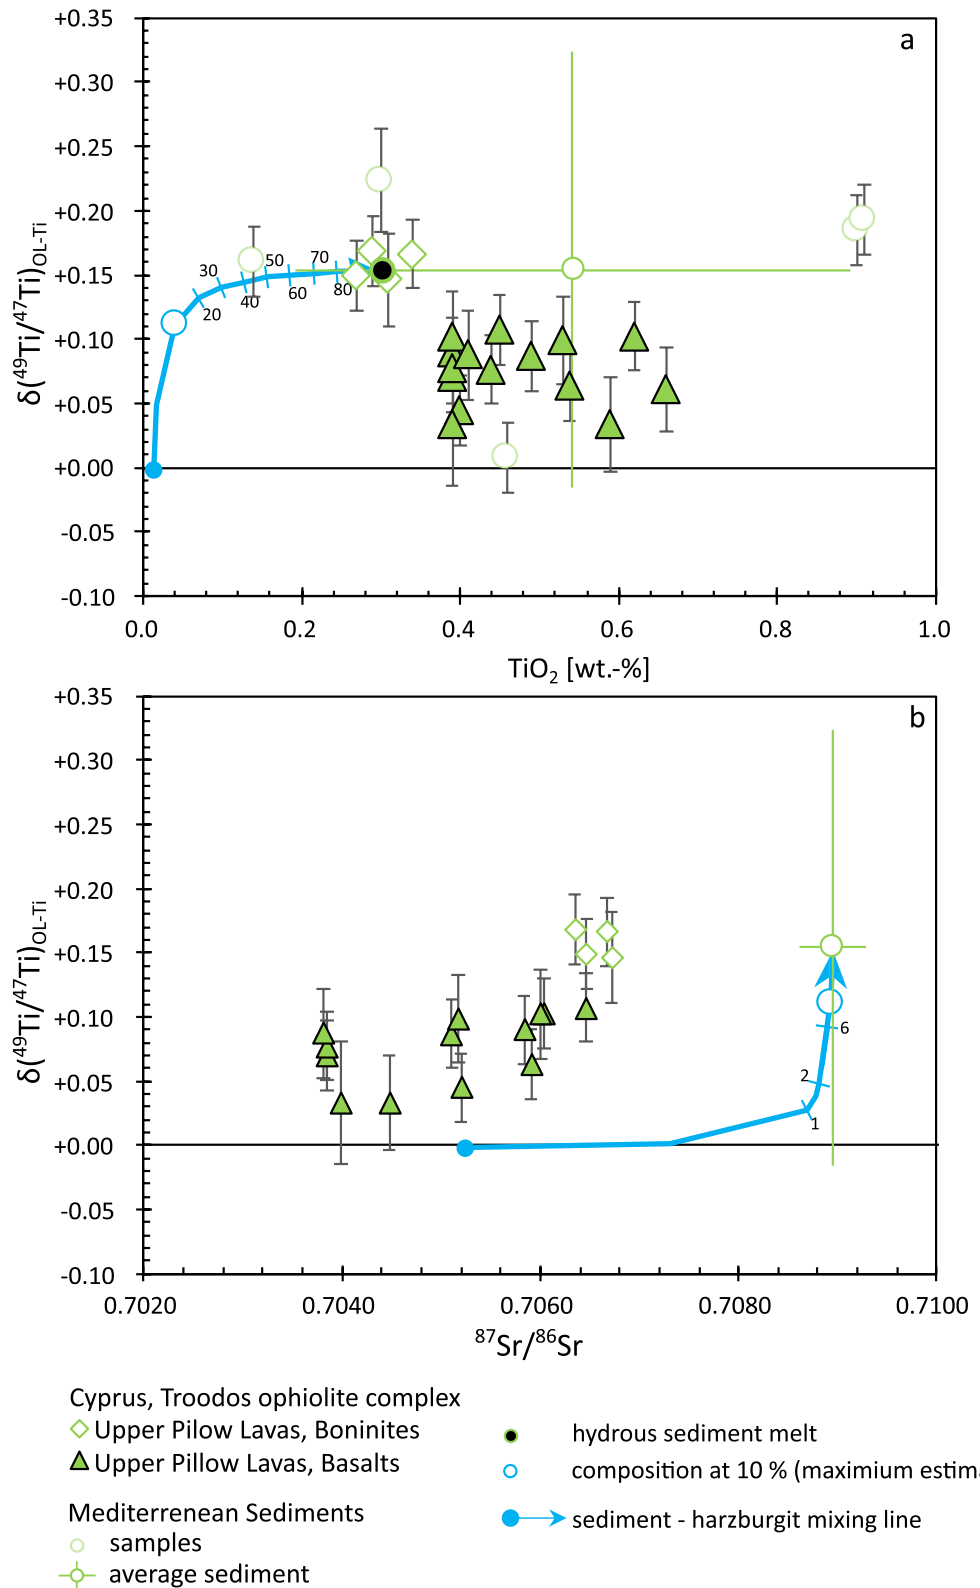 a
+0.35
+0.30
+0.25
+0.20
+0.15
+0.10
+0.05
+0.00
-0.05
-0.10
δ(⁴⁹Ti/⁴⁷Ti)OL-Ti
20
30
40
50
60
70
80
0.0 0.2 0.4 0.6 0.8 1.0
TiO₂ [wt.-%]
b
+0.35
+0.30
+0.25
+0.20
+0.15
+0.10
+0.05
+0.00
-0.05
-0.10
δ(⁴⁹Ti/⁴⁷Ti)OL-Ti
6
2
1
0.7020 0.7040 0.7060 0.7080 0.7100
⁸⁷Sr/⁸⁶Sr
Cyprus, Troodos ophiolite complex
Upper Pilow Lavas, Boninites
Upper Pillow Lavas, Basalts
Mediterrenean Sediments
samples
average sediment
hydrous sediment melt
composition at 10 % (maximium estima
sediment - harzburgit mixing line